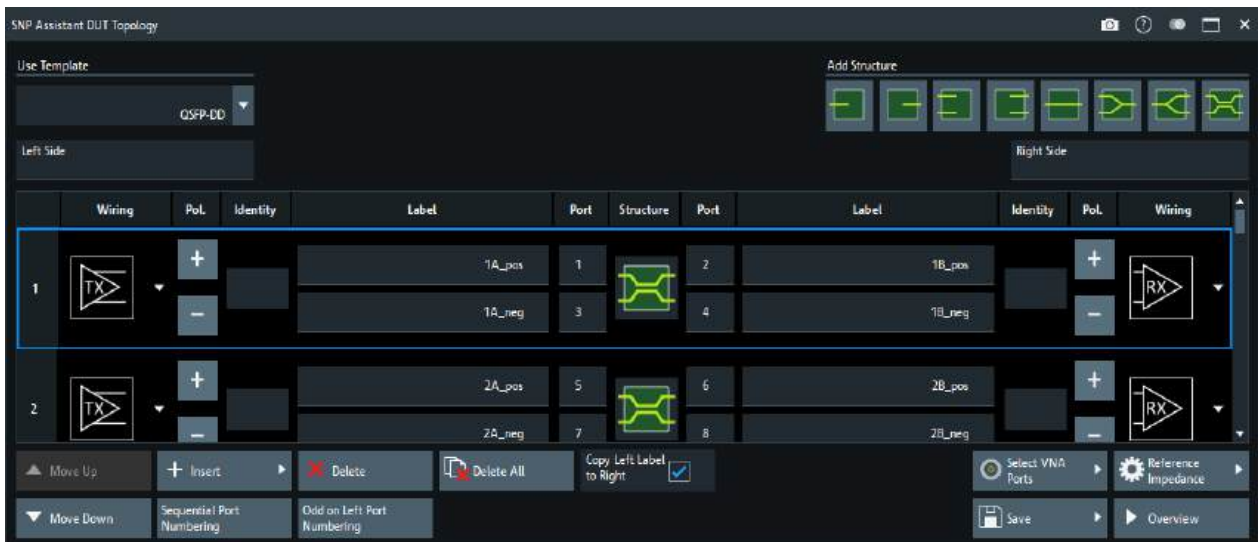 SNP Assistant DUT Topology
Use Template
Add Structure
QSFP-DD
Left Side
Right Side
Wiring Pol. Identity Label Port Structure Port Label Identity Pol. Wiring
1 TX + 1A_pos 1 2 1B_pos + RX
− 1A_neg 3 4 1B_neg −
2 TX + 2A_pos 5 6 2B_pos + RX
− 2A_neg 7 8 2B_neg −
Move Up
Insert
Delete
Delete All
Copy Left Label
to Right
Select VNA
Ports
Reference
Impedance
Move Down
Sequential Port
Numbering
Odd on Left Port
Numbering
Save
Overview